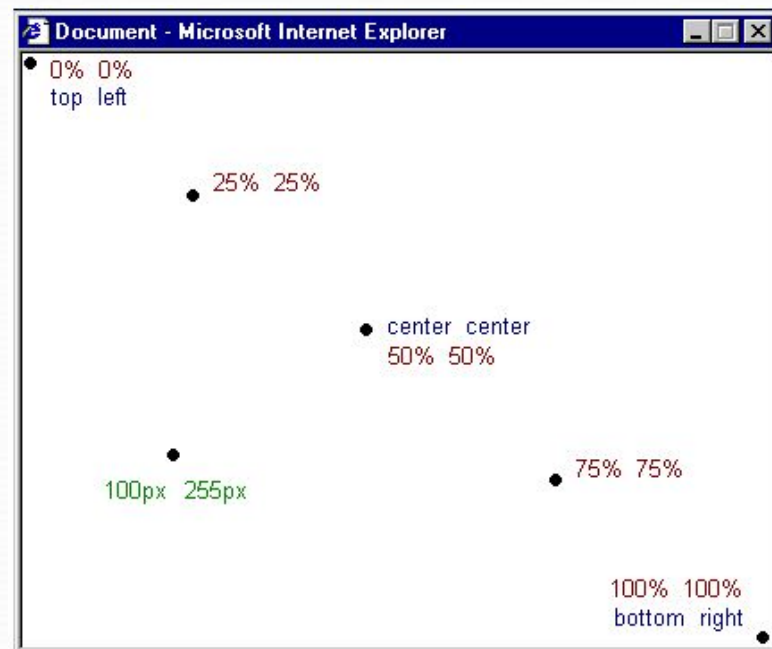 Document - Microsoft Internet Explorer
0% 0%
top left
25% 25%
center center
50% 50%
100px 255px
75% 75%
100% 100%
bottom right